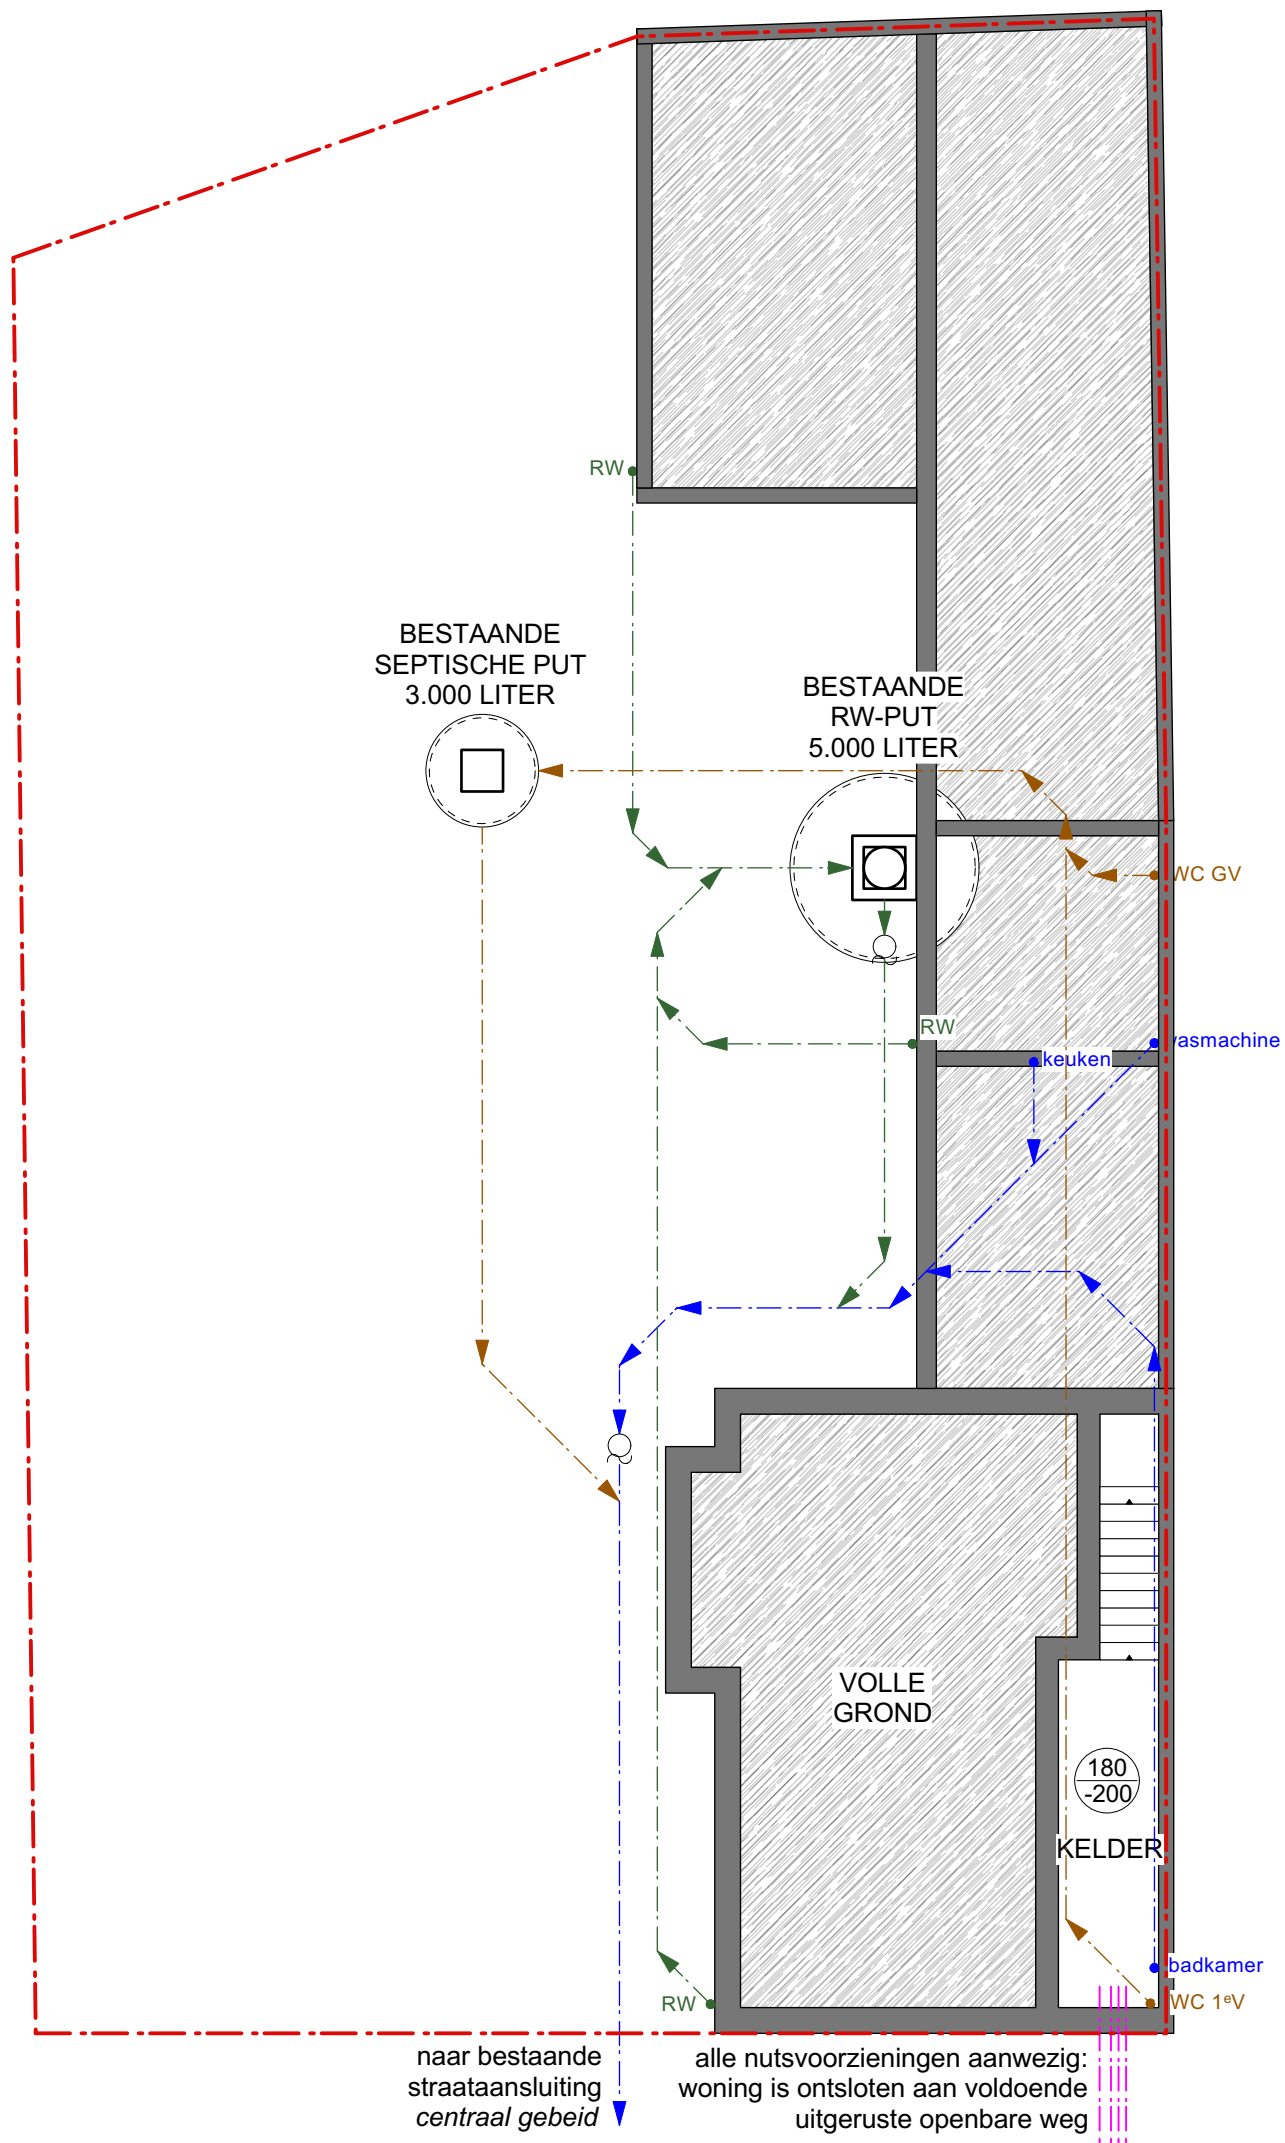 RW
BESTAANDE
SEPTISCHE PUT
3.000 LITER
BESTAANDE
RW-PUT
5.000 LITER
WC GV
RW
wasmachine
keuken
VOLLE
GROND
180
-200
KELDER
badkamer
WC 1ᵉV
RW
naar bestaande
straataansluiting
centraal gebeid
alle nutsvoorzieningen aanwezig:
woning is ontsloten aan voldoende
uitgeruste openbare weg